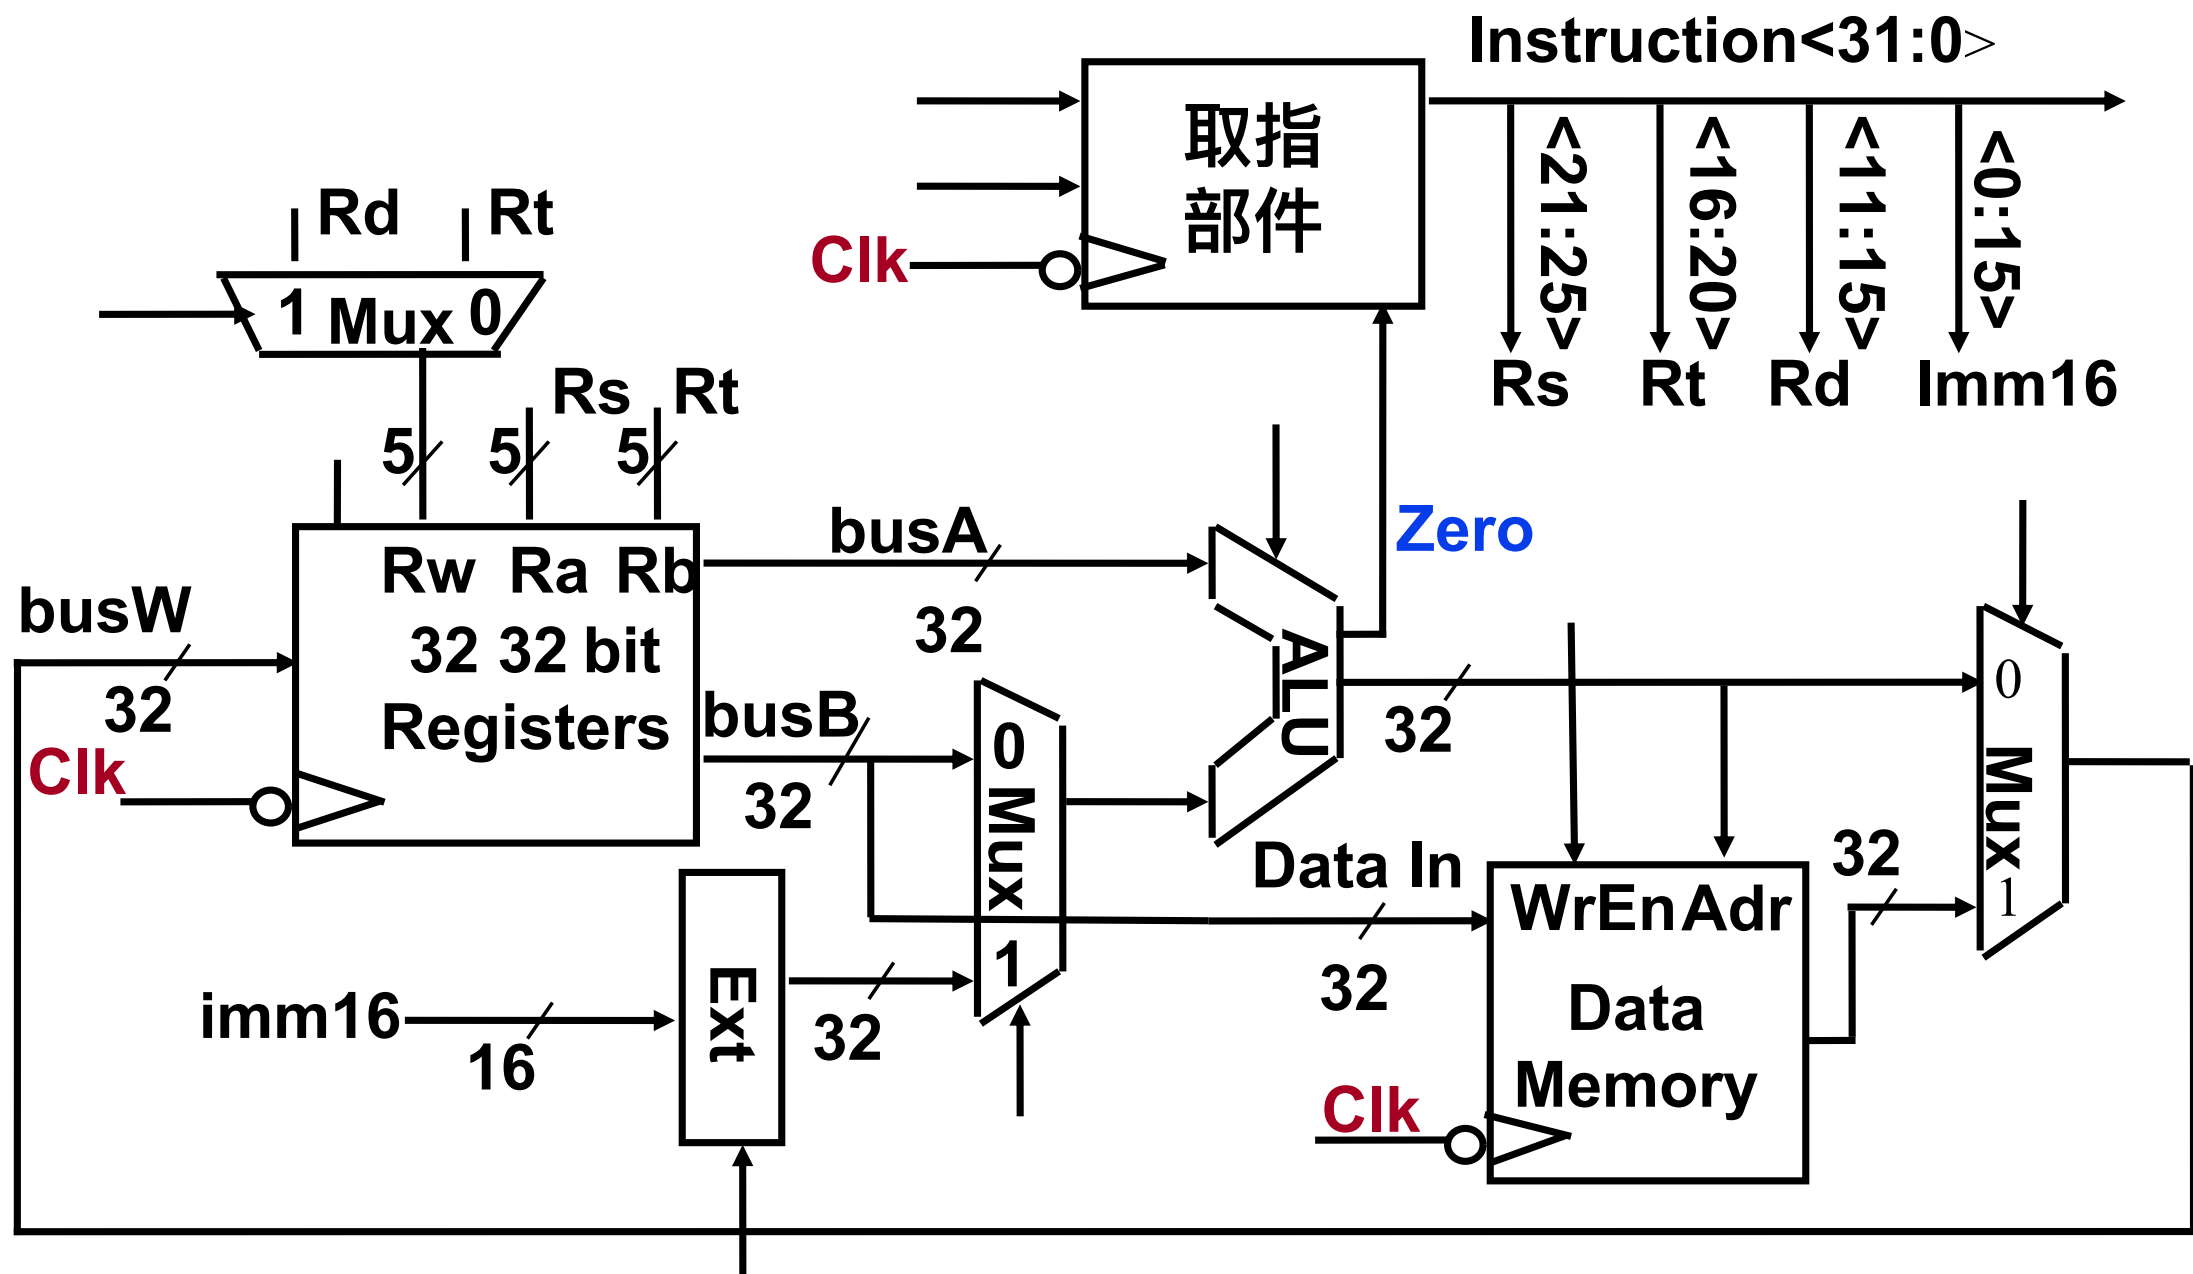 Instruction<31:0>
取指
部件
Clk
<21:25>
<16:20>
<11:15>
<0:15>
Rs
Rt
Rd
Imm16
Rd
Rt
1 Mux 0
Rs
Rt
5
5
5
Rw Ra Rb
32 32 bit
Registers
busW
32
Clk
busA
32
busB
32
0
Mux
1
ALU
Zero
32
imm16
16
Ext
32
Data In
32
WrEn Adr
Data
Memory
Clk
32
0
Mux
1